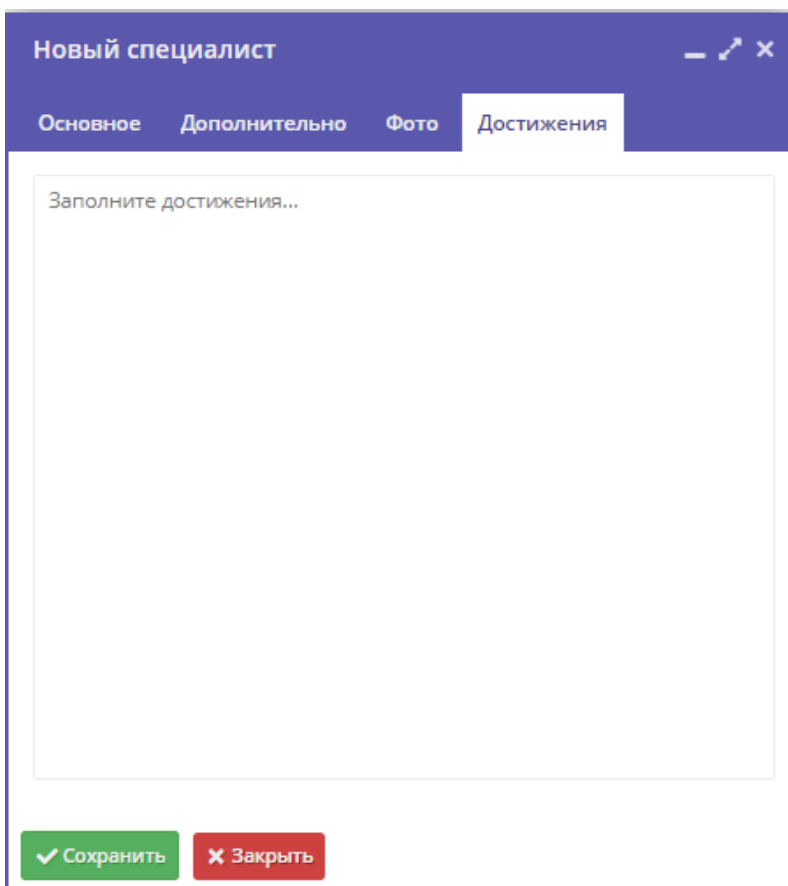 Новый специалист
Основное Дополнительно Фото Достижения
Заполните достижения...
Сохранить Закрыть